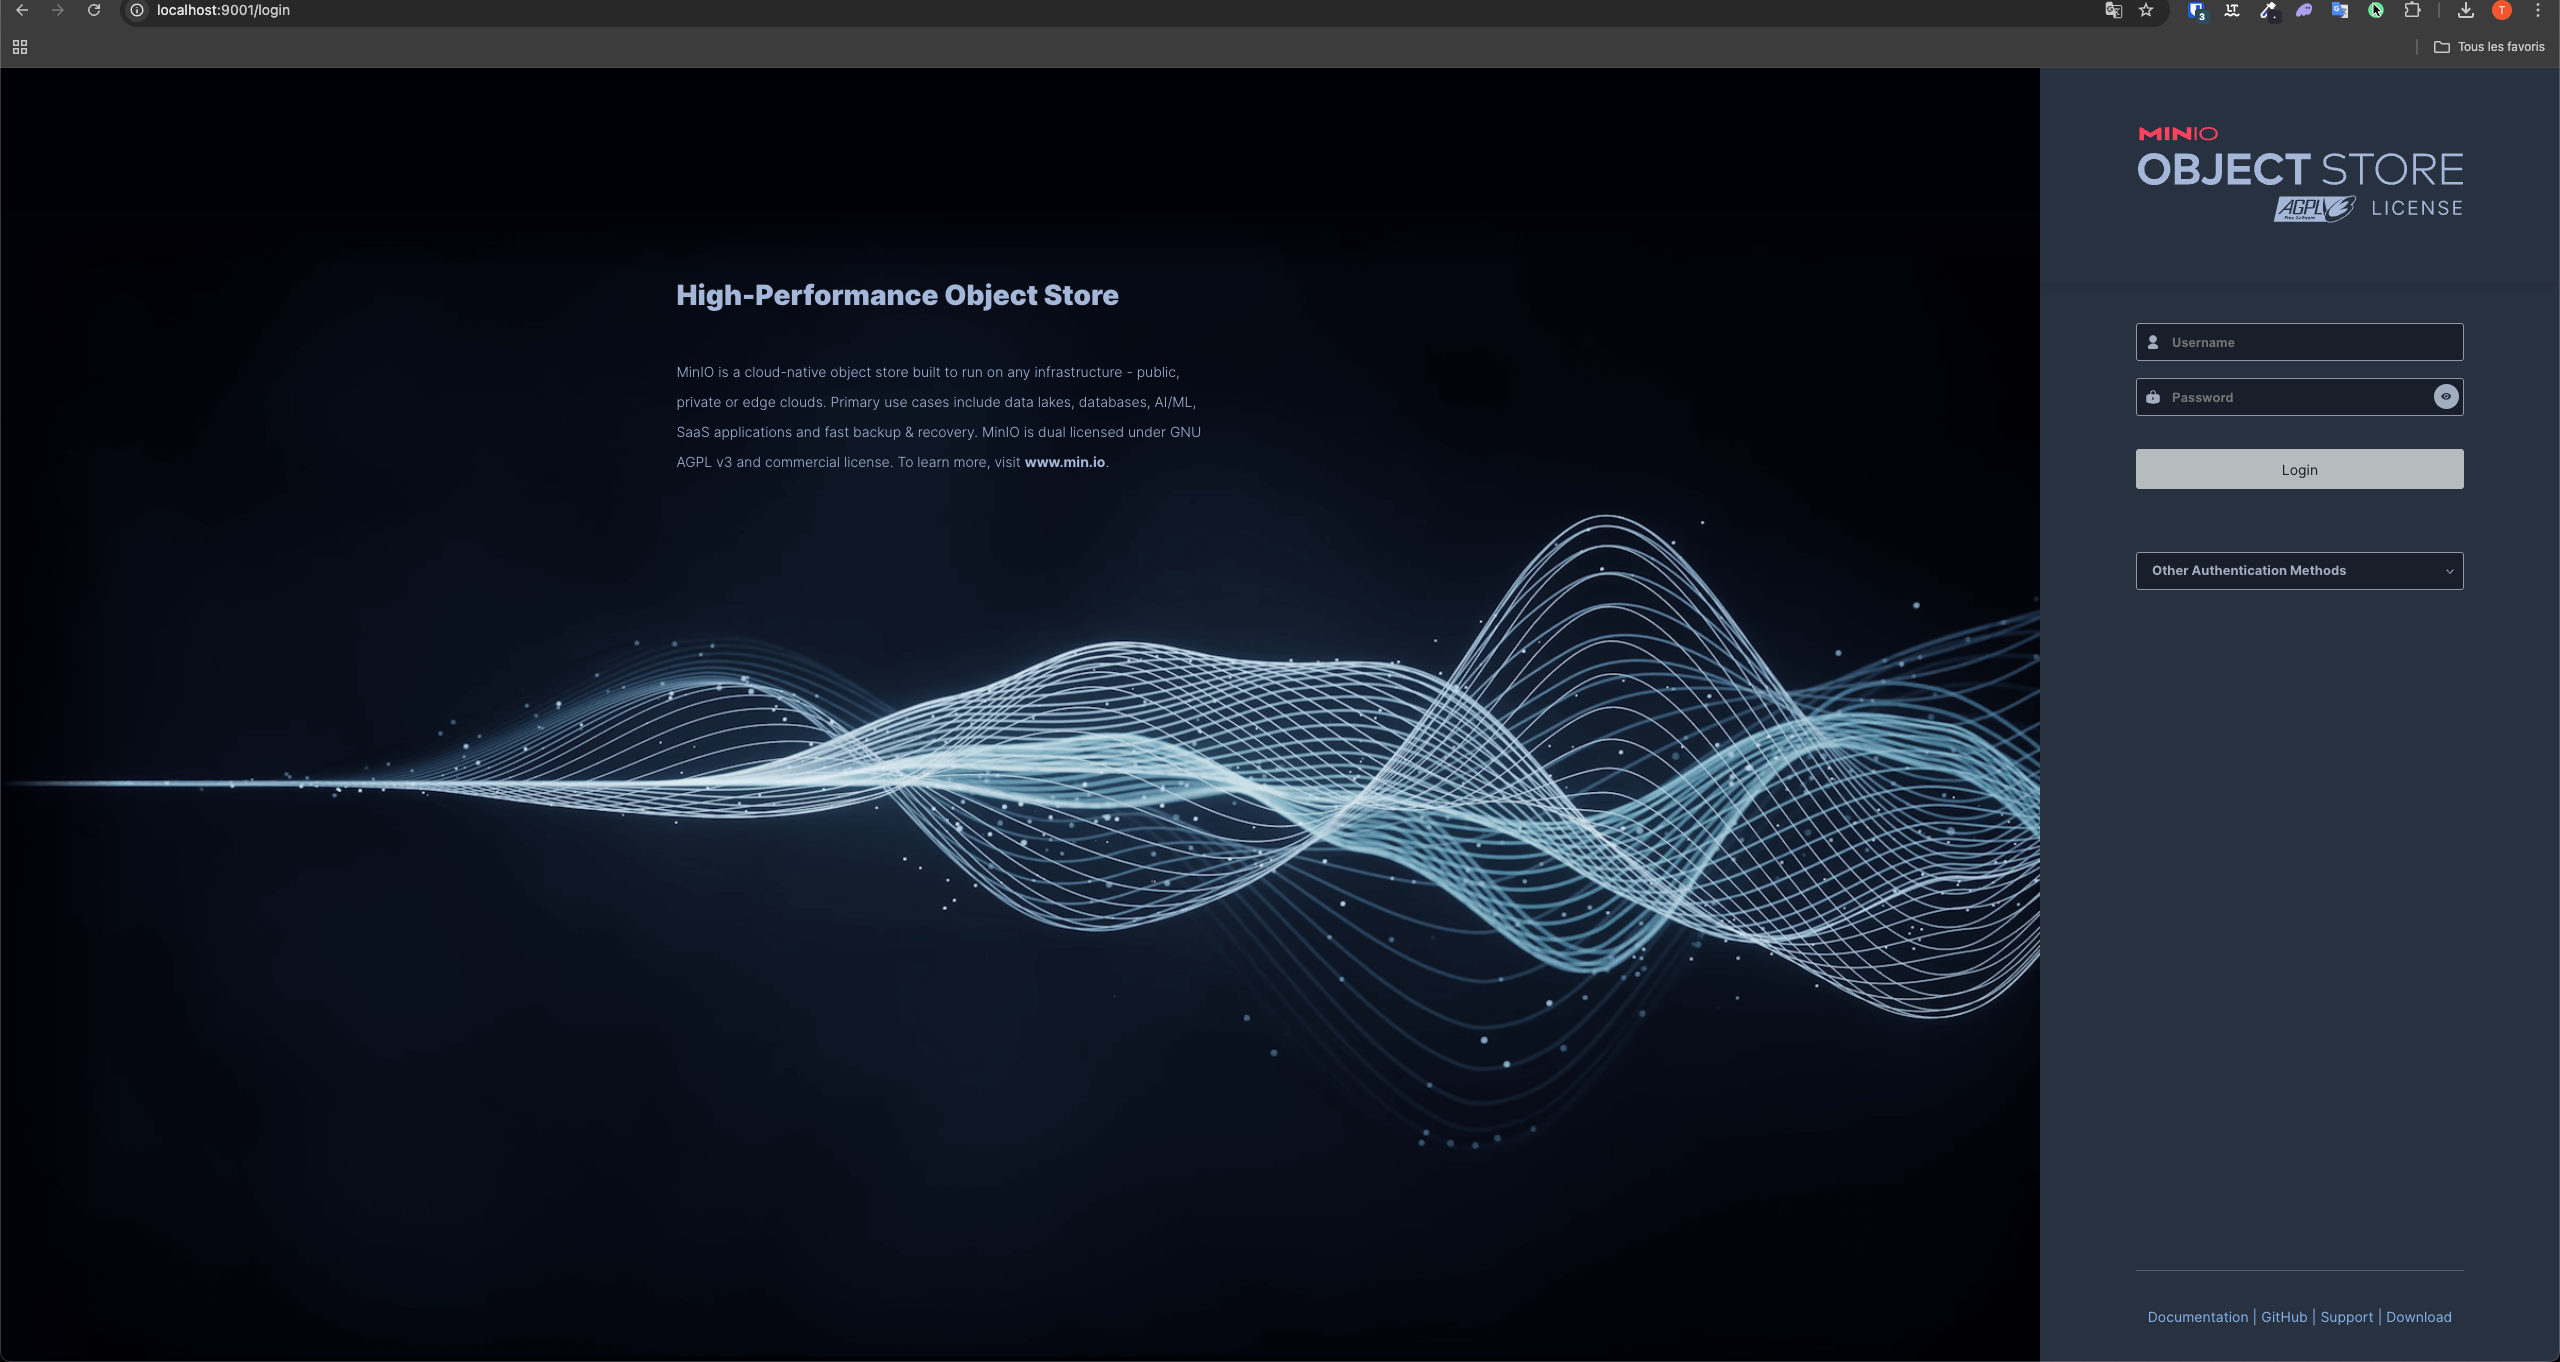 localhost:9001/login
3
T
Tous les favoris
High-Performance Object Store
MinIO is a cloud-native object store built to run on any infrastructure - public,
private or edge clouds. Primary use cases include data lakes, databases, AI/ML,
SaaS applications and fast backup & recovery. MinIO is dual licensed under GNU
AGPL v3 and commercial license. To learn more, visit www.min.io.
MINIO
OBJECT STORE
AGPLv3 LICENSE
Free Software
Username
Password
Login
Other Authentication Methods
Documentation | GitHub | Support | Download